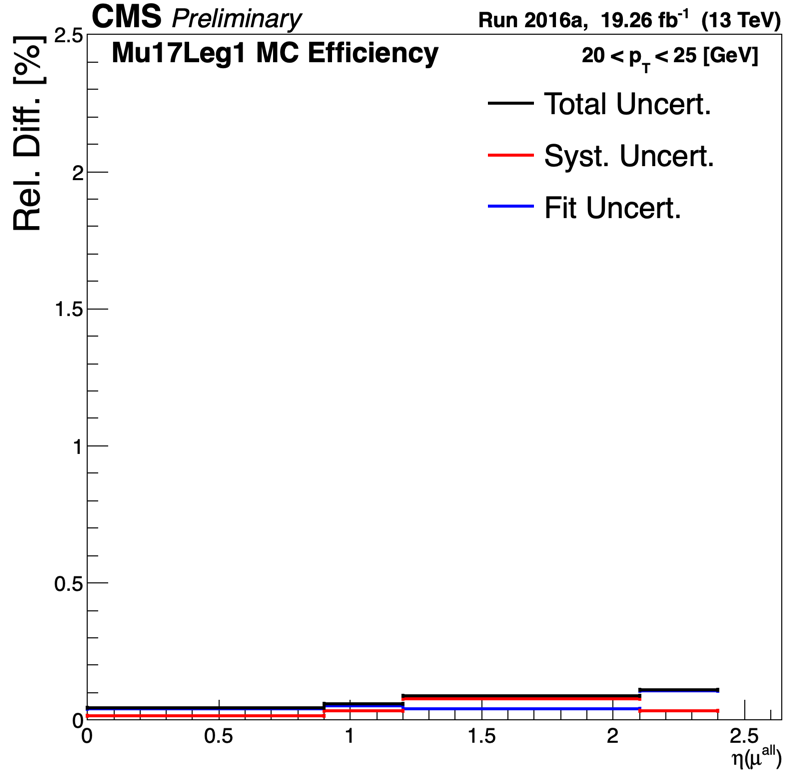 CMS Preliminary Run 2016a, 19.26 fb⁻¹ (13 TeV)
Mu17Leg1 MC Efficiency 20 < p_T < 25 [GeV]
Total Uncert.
Syst. Uncert.
Fit Uncert.
Rel. Diff. [%]
2.5
2
1.5
1
0.5
0
0 0.5 1 1.5 2 2.5
η(μ^all)